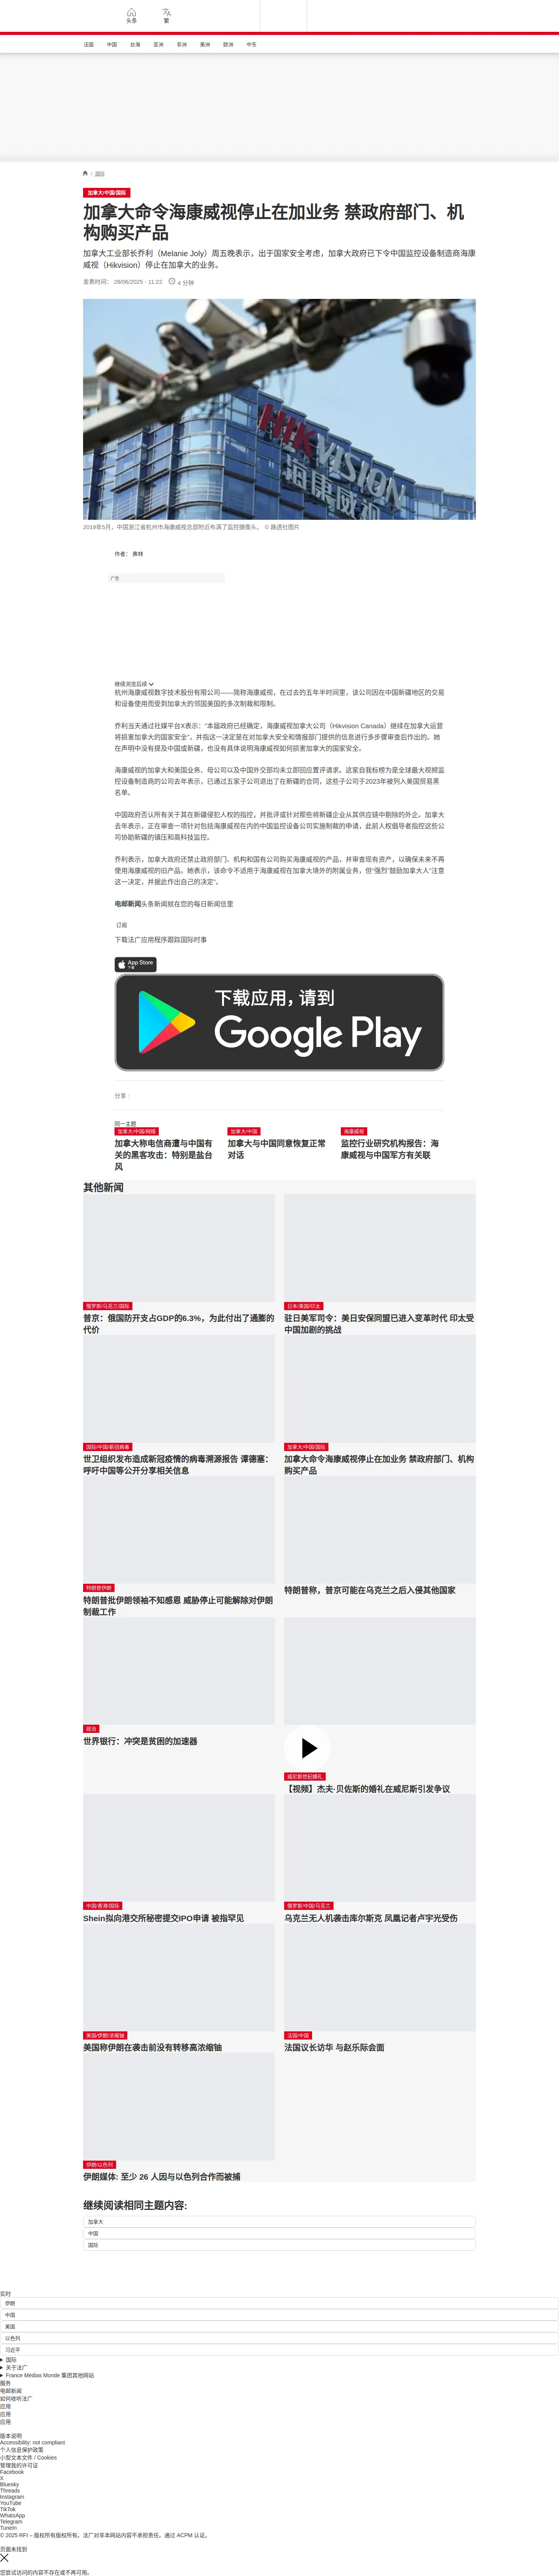 头条
繁
法国
中国
台海
亚洲
非洲
美洲
欧洲
中东
/ 国际
加拿大/中国/国际
加拿大命令海康威视停止在加业务 禁政府部门、机
构购买产品
加拿大工业部长乔利（Melanie Joly）周五晚表示，出于国家安全考虑，加拿大政府已下令中国监控设备制造商海康
威视（Hikvision）停止在加拿大的业务。
发表时间： 28/06/2025 - 11:22 4 分钟
HIKVISION
海康威视
2019年5月，中国浙江省杭州市海康威视总部附近布满了监控摄像头。 © 路透社图片
作者： 弗林
广告
继续浏览后续
杭州海康威视数字技术股份有限公司——简称海康威视，在过去的五年半时间里，该公司因在中国新疆地区的交易
和设备使用而受到加拿大的邻国美国的多次制裁和限制。
乔利当天通过社媒平台X表示：“本届政府已经确定，海康威视加拿大公司（Hikvision Canada）继续在加拿大运营
将损害加拿大的国家安全”，并指这一决定是在对加拿大安全和情报部门提供的信息进行多步骤审查后作出的。她
在声明中没有提及中国或新疆，也没有具体说明海康威视如何损害加拿大的国家安全。
海康威视的加拿大和美国业务、母公司以及中国外交部均未立即回应置评请求。这家自我标榜为是全球最大视频监
控设备制造商的公司去年表示，已通过五家子公司退出了在新疆的合同，这些子公司于2023年被列入美国贸易黑
名单。
中国政府否认所有关于其在新疆侵犯人权的指控，并批评或针对那些将新疆企业从其供应链中剔除的外企。加拿大
去年表示，正在审查一项针对包括海康威视在内的中国监控设备公司实施制裁的申请，此前人权倡导者指控这些公
司协助新疆的镇压和高科技监控。
乔利表示，加拿大政府还禁止政府部门、机构和国有公司购买海康威视的产品，并审查现有资产，以确保未来不再
使用海康威视的旧产品。她表示，该命令不适用于海康威视在加拿大境外的附属业务，但“强烈”鼓励加拿大人“注意
这一决定，并据此作出自己的决定”。
电邮新闻头条新闻就在您的每日新闻信里
订阅
下载法广应用程序跟踪国际时事
App Store
下载
下载应用，请到
Google Play
分享 :
同一主题
加拿大/中国/网络
加拿大称电信商遭与中国有
关的黑客攻击：特别是盐台
风
加拿大/中国
加拿大与中国同意恢复正常
对话
海康威视
监控行业研究机构报告：海
康威视与中国军方有关联
其他新闻
俄罗斯/乌克兰/国际
普京：俄国防开支占GDP的6.3%，为此付出了通膨的
代价
日本/美国/印太
驻日美军司令：美日安保同盟已进入变革时代 印太受
中国加剧的挑战
国际/中国/新冠病毒
世卫组织发布造成新冠疫情的病毒溯源报告 谭德塞：
呼吁中国等公开分享相关信息
加拿大/中国/国际
加拿大命令海康威视停止在加业务 禁政府部门、机构
购买产品
特朗普伊朗
特朗普批伊朗领袖不知感恩 威胁停止可能解除对伊朗
制裁工作
特朗普称，普京可能在乌克兰之后入侵其他国家
政治
世界银行：冲突是贫困的加速器
威尼斯世纪婚礼
【视频】杰夫·贝佐斯的婚礼在威尼斯引发争议
中国/香港/国际
Shein拟向港交所秘密提交IPO申请 被指罕见
俄罗斯/中国/乌克兰
乌克兰无人机袭击库尔斯克 凤凰记者卢宇光受伤
美国/伊朗/浓缩铀
美国称伊朗在袭击前没有转移高浓缩铀
法国/中国
法国议长访华 与赵乐际会面
伊朗/以色列
伊朗媒体: 至少 26 人因与以色列合作而被捕
继续阅读相同主题内容:
加拿大
中国
国际
实时
伊朗
中国
美国
以色列
习近平
国际
关于法广
France Médias Monde 集团其他网站
服务
电邮新闻
如何收听法广
应用
应用
应用
版本说明
Accessibility: not compliant
个人信息保护政策
小型文本文件 / Cookies
管理我的许可证
Facebook
X
Bluesky
Threads
Instagram
YouTube
TikTok
WhatsApp
Telegram
TuneIn
© 2025 RFI – 版权所有版权所有。法广对非本网站内容不承担责任。通过 ACPM 认证。
页面未找到
您尝试访问的内容不存在或不再可用。